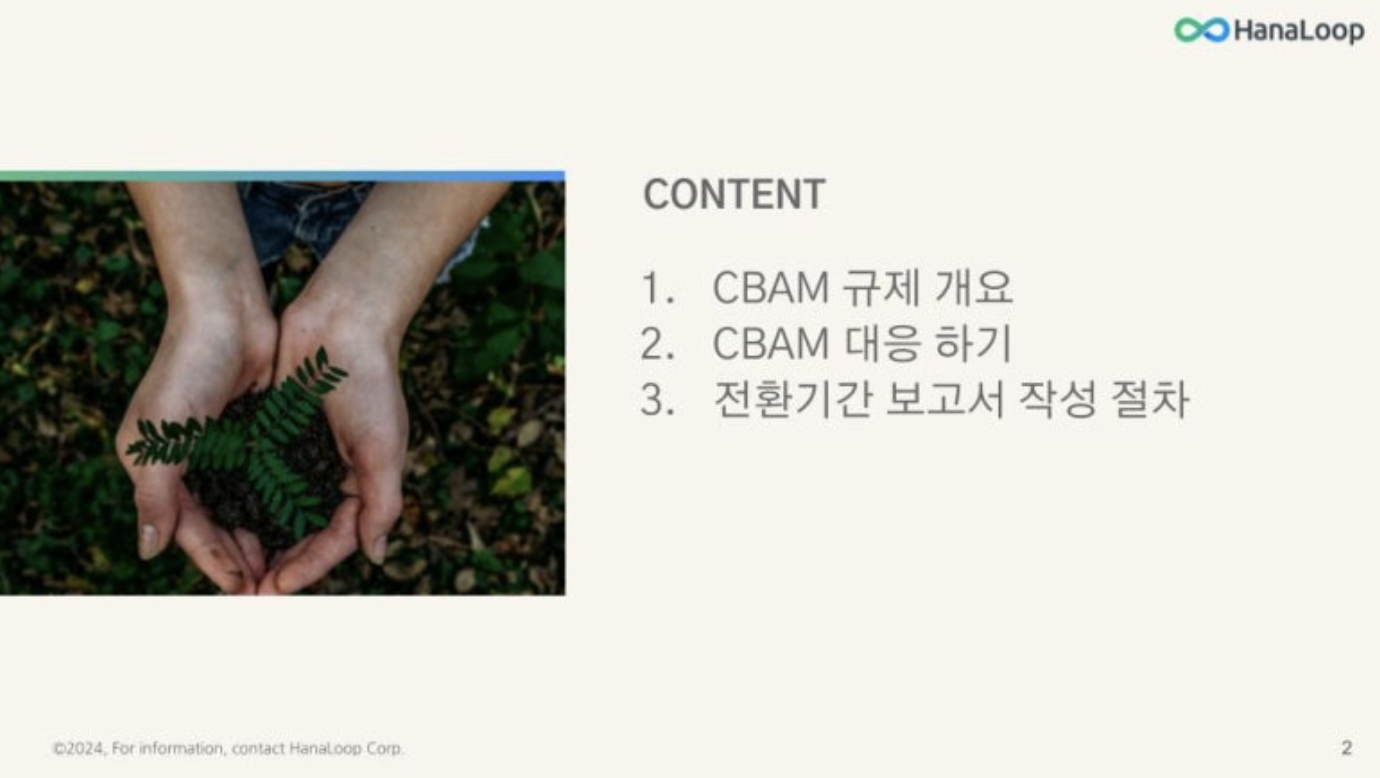 HanaLoop
CONTENT
1. CBAM 규제 개요
2. CBAM 대응 하기
3. 전환기간 보고서 작성 절차
©2024, For information, contact HanaLoop Corp.
2